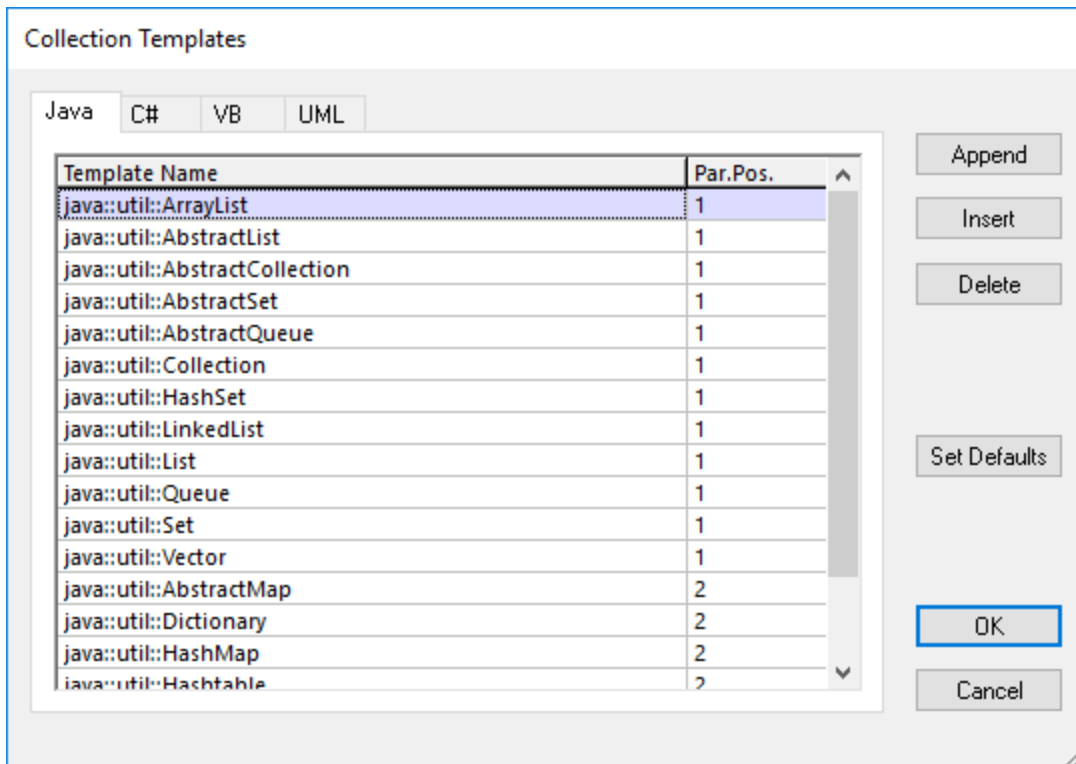 Collection Templates
Java C# VB UML
Template Name Par.Pos.
java::util::ArrayList 1
java::util::AbstractList 1
java::util::AbstractCollection 1
java::util::AbstractSet 1
java::util::AbstractQueue 1
java::util::Collection 1
java::util::HashSet 1
java::util::LinkedList 1
java::util::List 1
java::util::Queue 1
java::util::Set 1
java::util::Vector 1
java::util::AbstractMap 2
java::util::Dictionary 2
java::util::HashMap 2
java::util::Hashtable 2
Append
Insert
Delete
Set Defaults
OK
Cancel